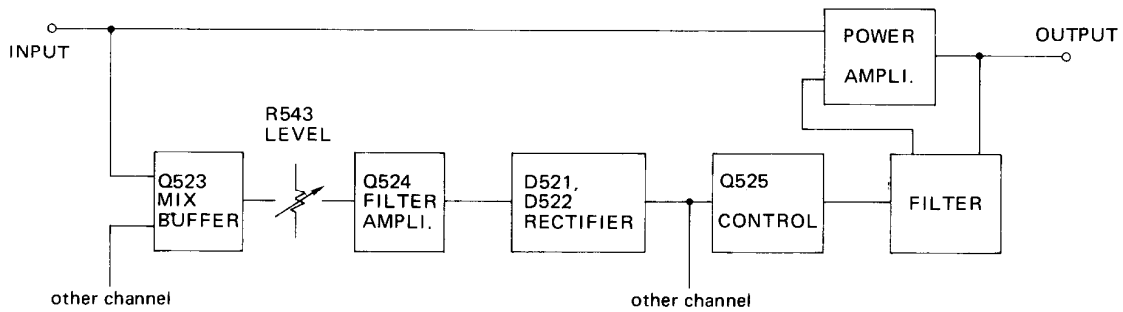 INPUT
POWER
AMPLI.
OUTPUT
R543
LEVEL
Q523
MIX
BUFFER
Q524
FILTER
AMPLI.
D521,
D522
RECTIFIER
Q525
CONTROL
FILTER
other channel
other channel